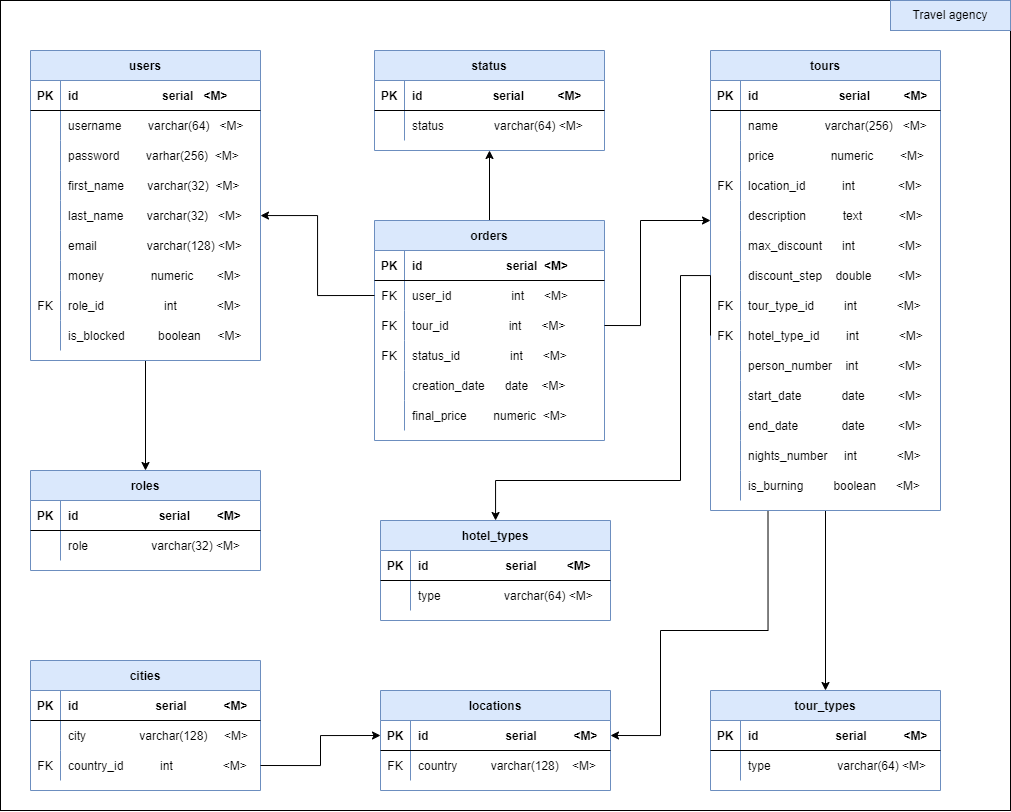 Travel agency
users
PK id serial <M>
username varchar(64) <M>
password varhar(256) <M>
first_name varchar(32) <M>
last_name varchar(32) <M>
email varchar(128) <M>
money numeric <M>
FK role_id int <M>
is_blocked boolean <M>
status
PK id serial <M>
status varchar(64) <M>
tours
PK id serial <M>
name varchar(256) <M>
price numeric <M>
FK location_id int <M>
description text <M>
max_discount int <M>
discount_step double <M>
FK tour_type_id int <M>
FK hotel_type_id int <M>
person_number int <M>
start_date date <M>
end_date date <M>
nights_number int <M>
is_burning boolean <M>
orders
PK id serial <M>
FK user_id int <M>
FK tour_id int <M>
FK status_id int <M>
creation_date date <M>
final_price numeric <M>
roles
PK id serial <M>
role varchar(32) <M>
hotel_types
PK id serial <M>
type varchar(64) <M>
cities
PK id serial <M>
city varchar(128) <M>
FK country_id int <M>
locations
PK id serial <M>
FK country varchar(128) <M>
tour_types
PK id serial <M>
type varchar(64) <M>